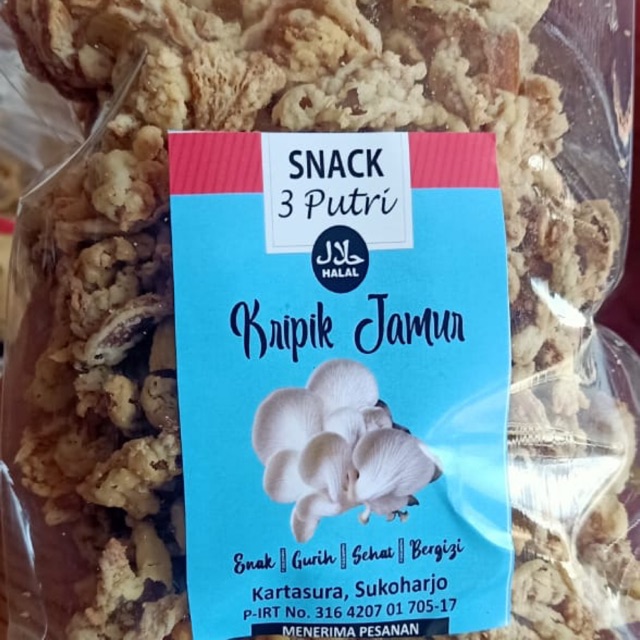 SNACK
3 Putri
حلال
HALAL
Kripik Jamur
Enak | Gurih | Sehat | Bergizi
Kartasura, Sukoharjo
P-IRT No. 316 4207 01 705-17
MENERIMA PESANAN